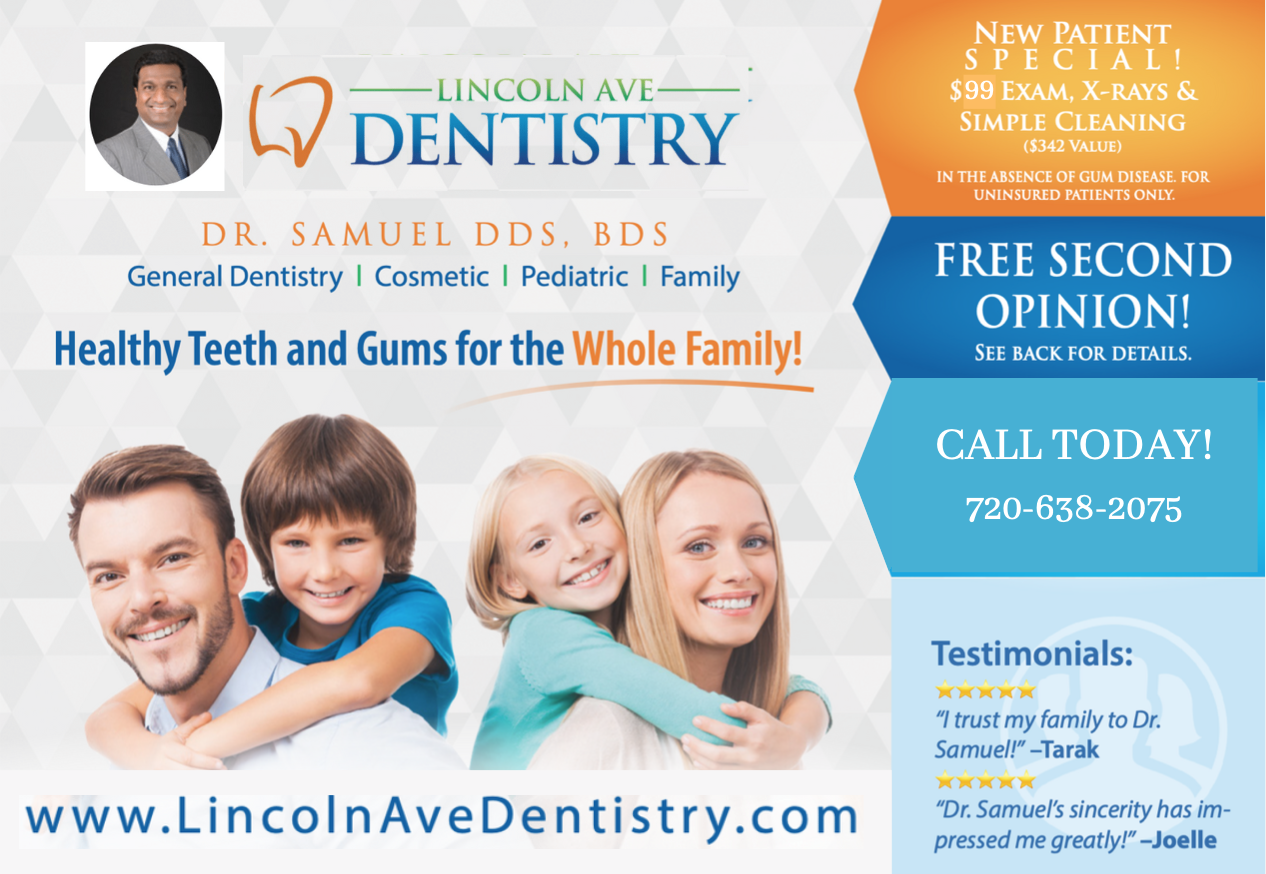 LINCOLN AVE
DENTISTRY
DR. SAMUEL DDS, BDS
General Dentistry | Cosmetic | Pediatric | Family
Healthy Teeth and Gums for the Whole Family!
www.LincolnAveDentistry.com
NEW PATIENT
SPECIAL!
$99 EXAM, X-RAYS &
SIMPLE CLEANING
($342 VALUE)
IN THE ABSENCE OF GUM DISEASE. FOR
UNINSURED PATIENTS ONLY.
FREE SECOND
OPINION!
SEE BACK FOR DETAILS.
CALL TODAY!
720-638-2075
Testimonials:
“I trust my family to Dr.
Samuel!” –Tarak
“Dr. Samuel’s sincerity has im-
pressed me greatly!” –Joelle